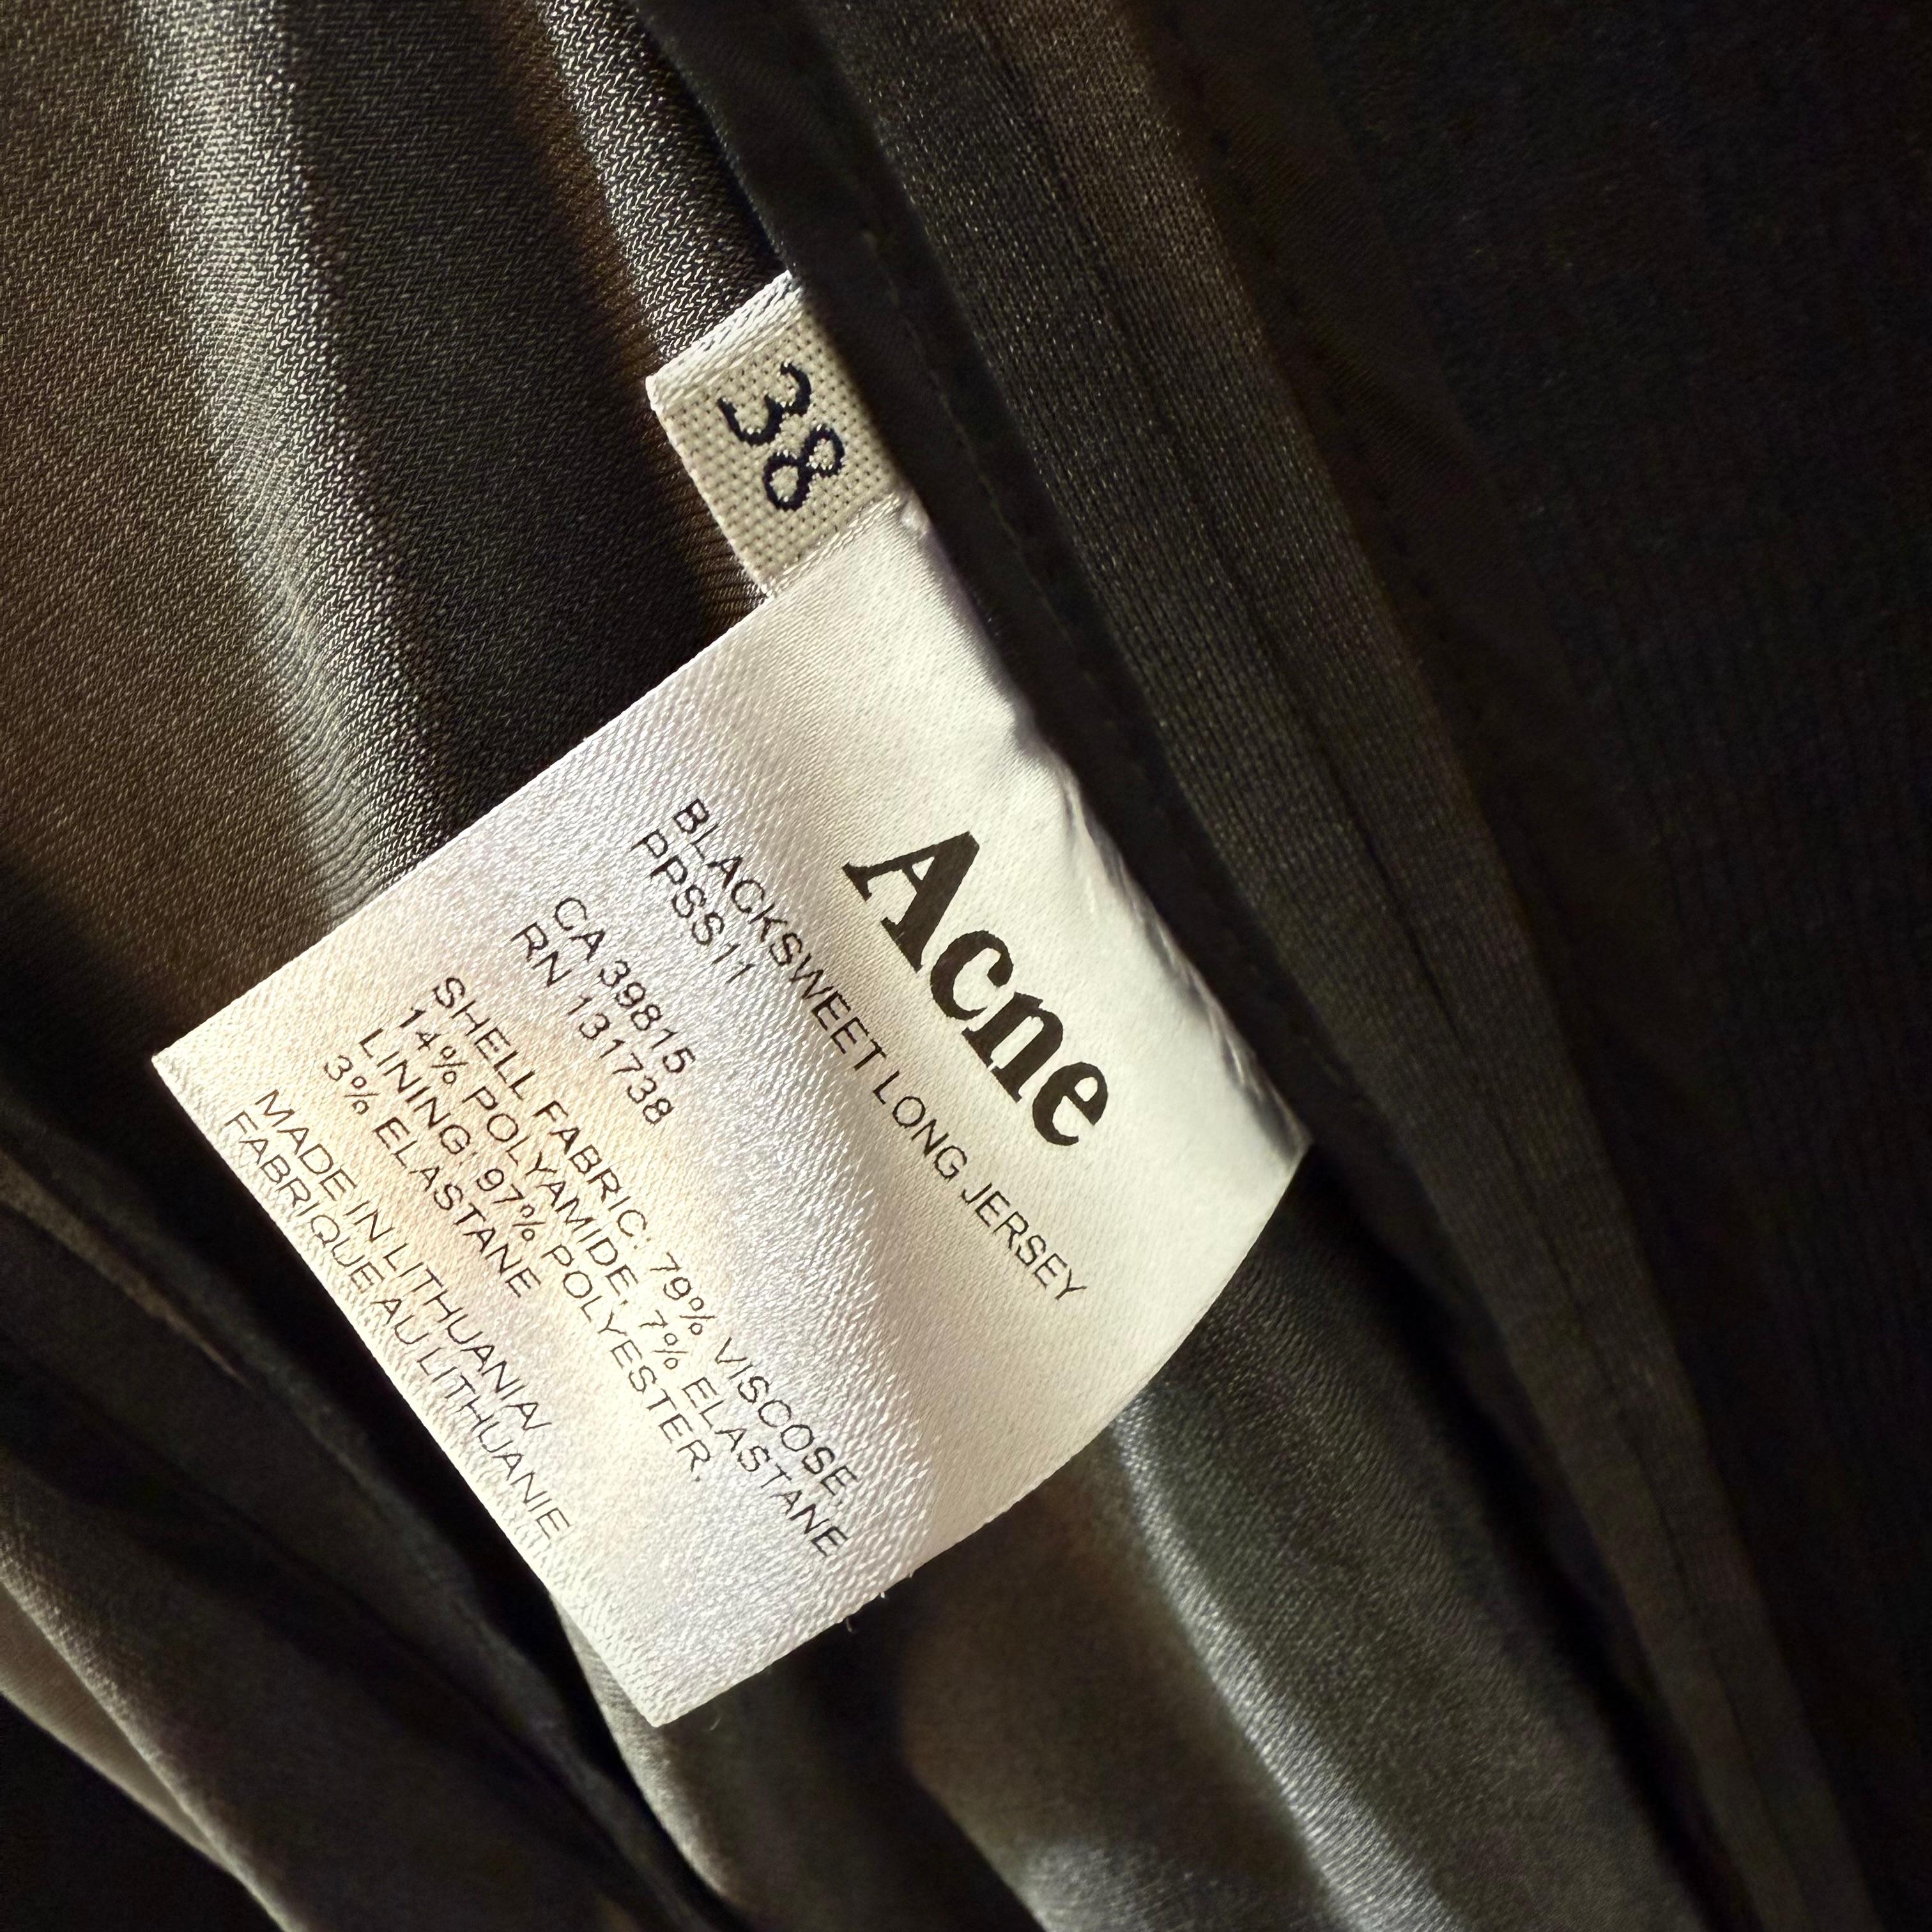 38
Acne
BLACKSWEET LONG JERSEY
PPSS11
CA 39815
RN 131738
SHELL FABRIC: 79% VISCOSE,
14% POLYAMIDE, 7% ELASTANE
LINING: 97% POLYESTER,
3% ELASTANE
MADE IN LITHUANIA/
FABRIQUE AU LITHUANIE